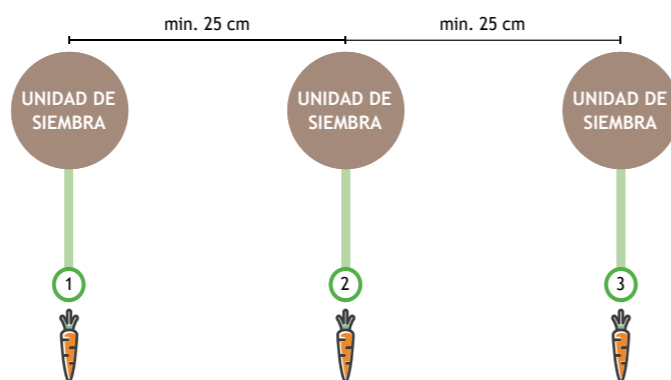 min. 25 cm
min. 25 cm
UNIDAD DE
SIEMBRA
UNIDAD DE
SIEMBRA
UNIDAD DE
SIEMBRA
1
2
3